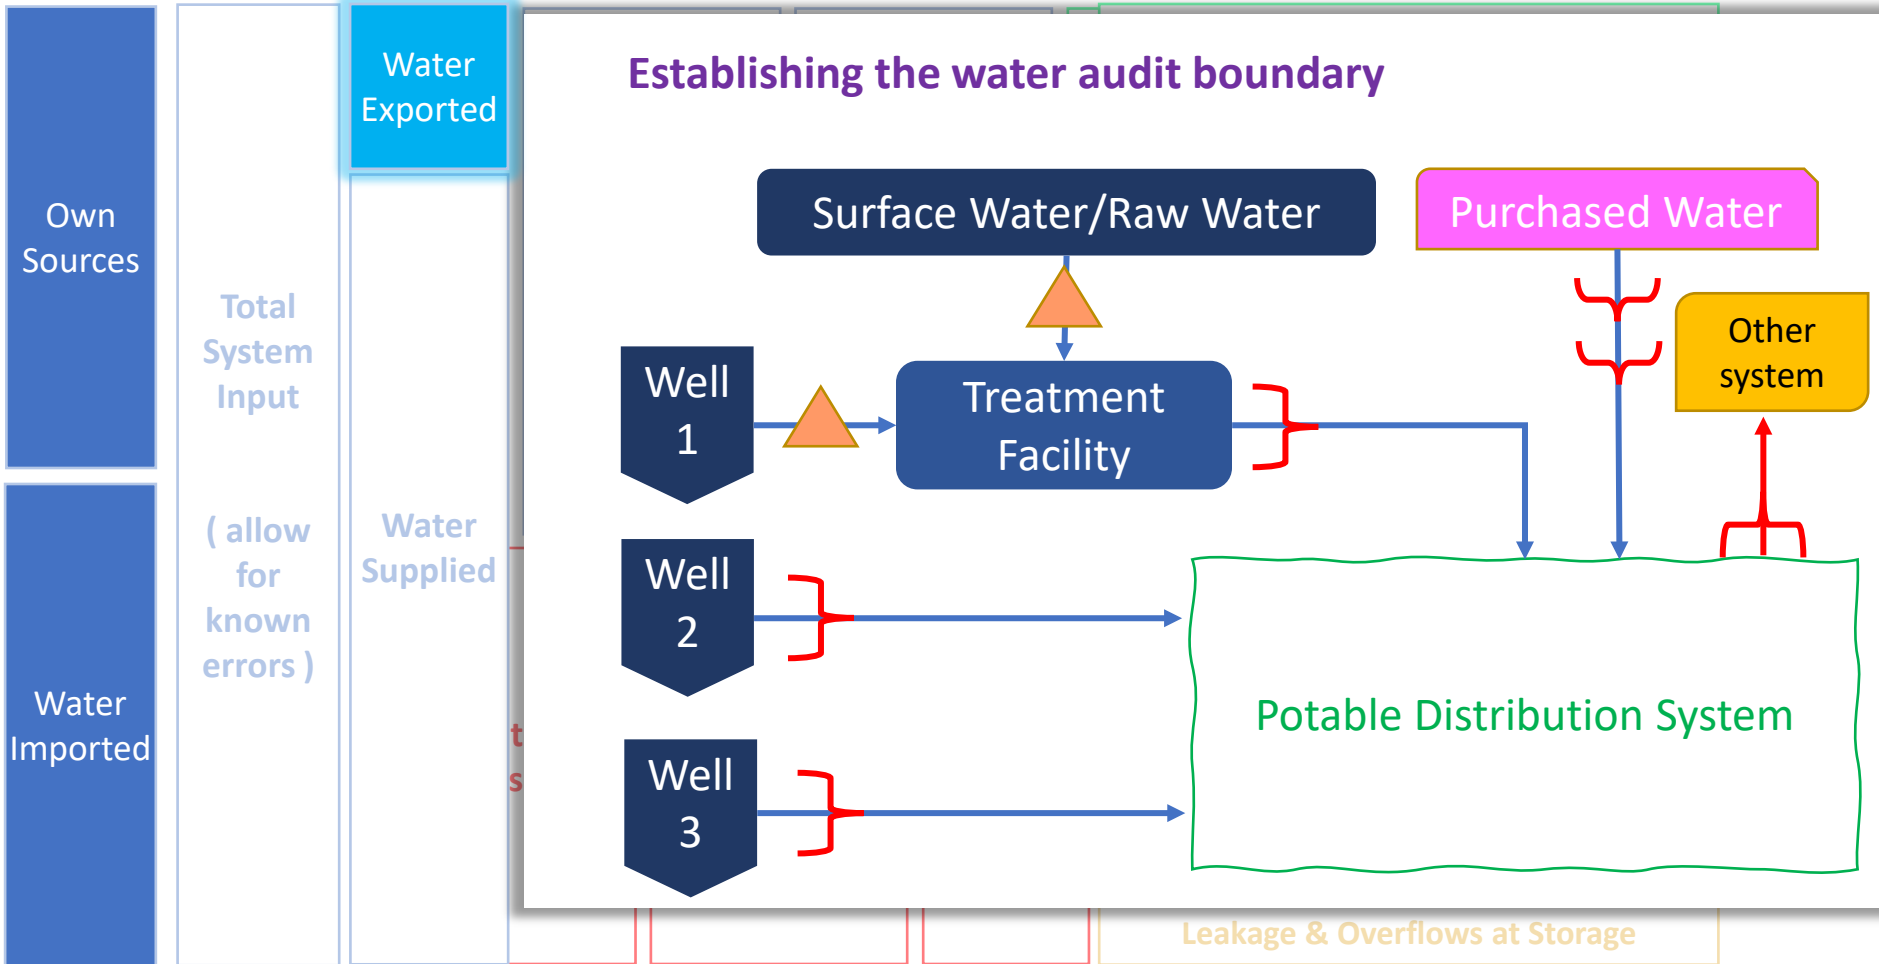 Own
Sources
Water
Imported
Total
System
Input
( allow
for
known
errors )
Water
Exported
Water
Supplied
Establishing the water audit boundary
Surface Water/Raw Water
Purchased Water
Other
system
Well
1
Treatment
Facility
Well
2
Well
3
Potable Distribution System
t
s
Leakage & Overflows at Storage